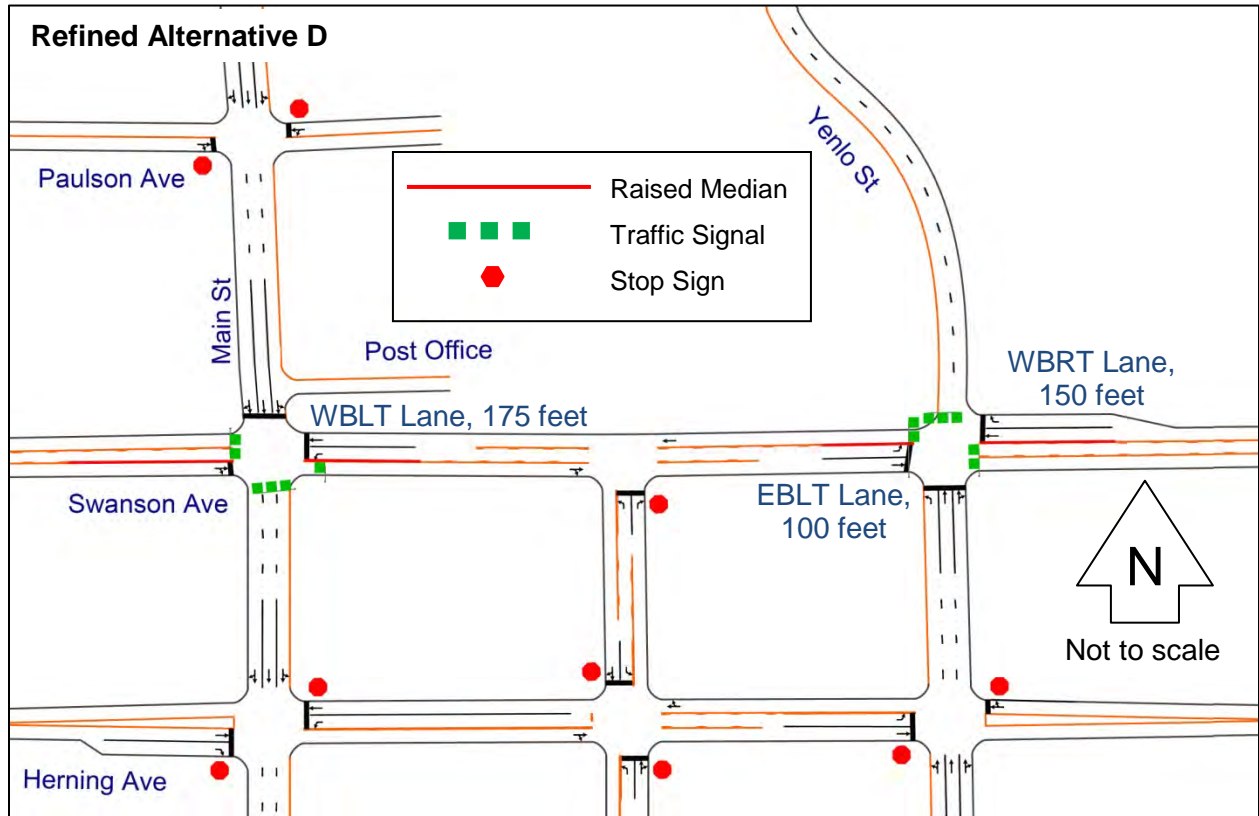 Refined Alternative D
Paulson Ave
Raised Median
Traffic Signal
Stop Sign
Yenlo St
Main St
Post Office
WBLT Lane, 175 feet
WBRT Lane,
150 feet
Swanson Ave
EBLT Lane,
100 feet
N
Not to scale
Herning Ave